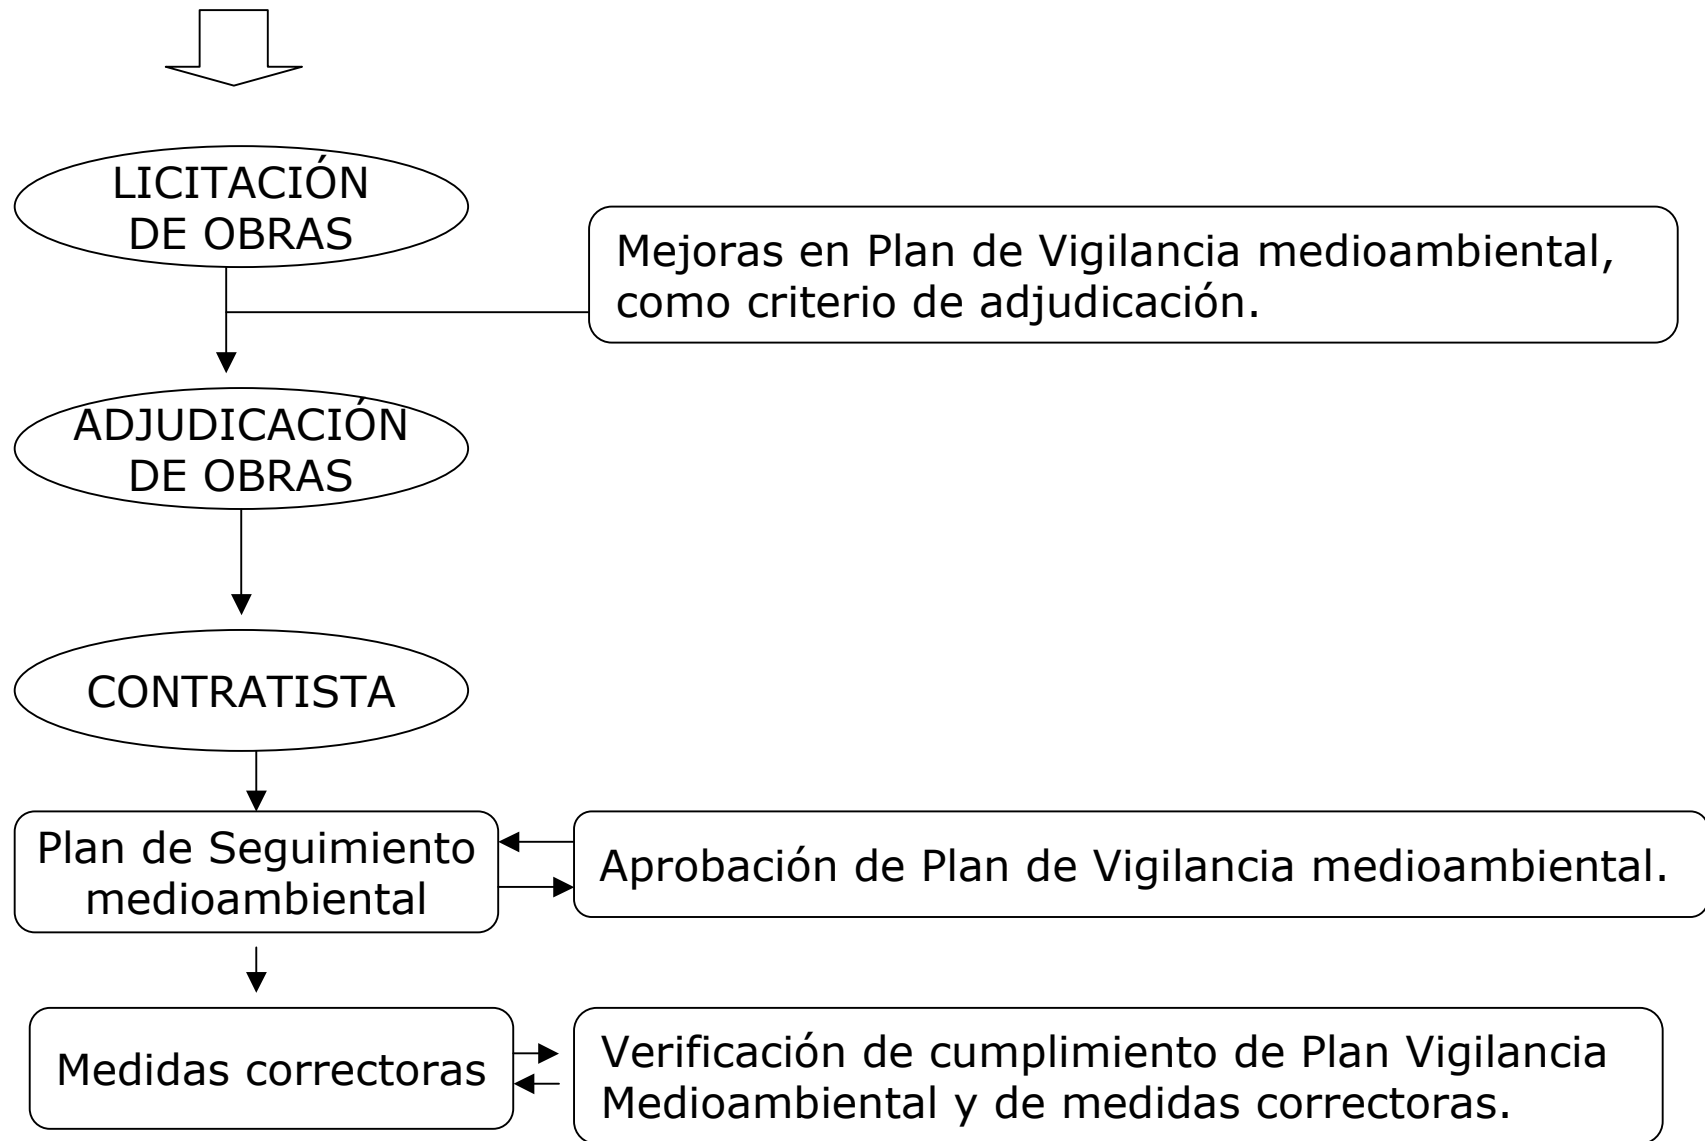 LICITACIÓN
DE OBRAS
Mejoras en Plan de Vigilancia medioambiental,
como criterio de adjudicación.
ADJUDICACIÓN
DE OBRAS
CONTRATISTA
Plan de Seguimiento
medioambiental
Aprobación de Plan de Vigilancia medioambiental.
Medidas correctoras
Verificación de cumplimiento de Plan Vigilancia
Medioambiental y de medidas correctoras.